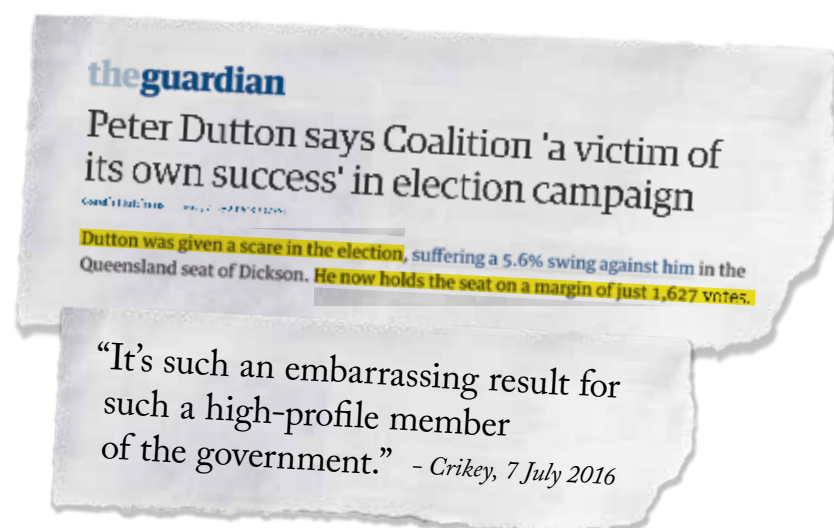 theguardian
Peter Dutton says Coalition 'a victim of
its own success' in election campaign
Dutton was given a scare in the election, suffering a 5.6% swing against him in the
Queensland seat of Dickson. He now holds the seat on a margin of just 1,627 votes.
“It’s such an embarrassing result for
such a high-profile member
of the government.” – Crikey, 7 July 2016